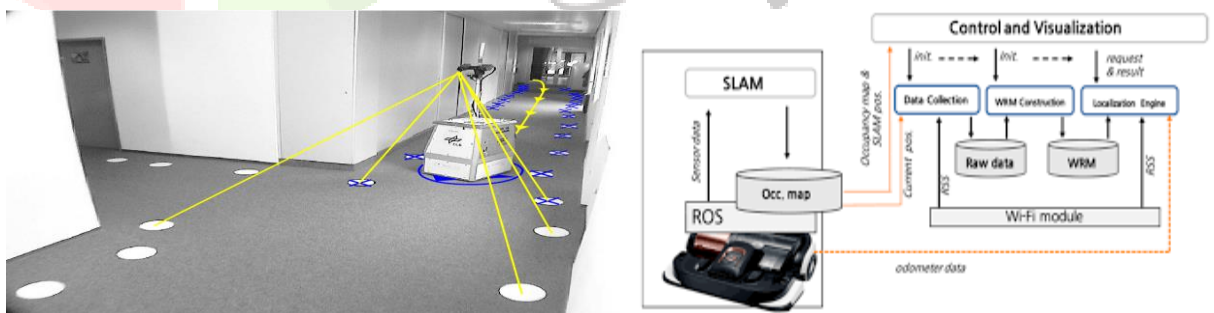 Control and Visualization
init.
Init.
request
& result
SLAM
Data Collection
WRM Construction
Localization Engine
Occupancy map &
SLAM pos.
Current pos.
Sensor data
Raw data
WRM
RSS
RSS
Occ. map
ROS
Wi-Fi module
odometer data